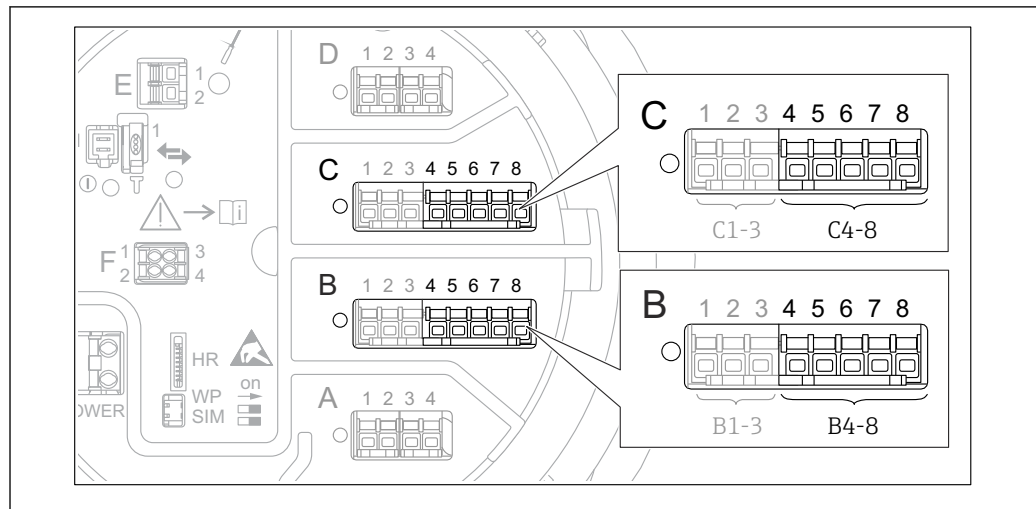 D 1 2 3 4
E 1
2
1
C 1 2 3 4 5 6 7 8
i
F 1 3
2 4
B 1 2 3 4 5 6 7 8
HR
WP on
SIM
OWER
A 1 2 3 4
C 1 2 3 4 5 6 7 8
C1-3 C4-8
B 1 2 3 4 5 6 7 8
B1-3 B4-8